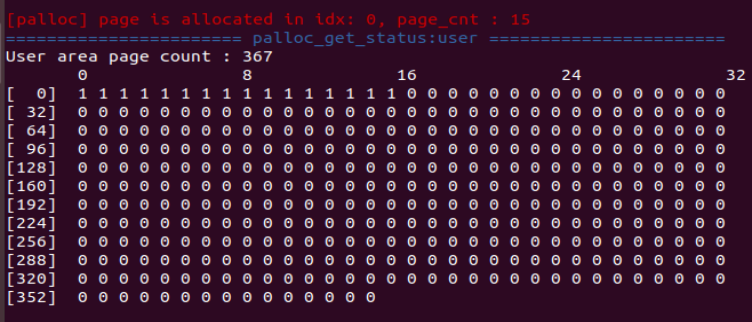 [palloc] page is allocated in idx: 0, page_cnt : 15
======================= palloc_get_status:user =======================
User area page count : 367
0 8 16 24 32
[  0] 1 1 1 1 1 1 1 1 1 1 1 1 1 1 1 1 0 0 0 0 0 0 0 0 0 0 0 0 0 0 0 0
[ 32] 0 0 0 0 0 0 0 0 0 0 0 0 0 0 0 0 0 0 0 0 0 0 0 0 0 0 0 0 0 0 0 0
[ 64] 0 0 0 0 0 0 0 0 0 0 0 0 0 0 0 0 0 0 0 0 0 0 0 0 0 0 0 0 0 0 0 0
[ 96] 0 0 0 0 0 0 0 0 0 0 0 0 0 0 0 0 0 0 0 0 0 0 0 0 0 0 0 0 0 0 0 0
[128] 0 0 0 0 0 0 0 0 0 0 0 0 0 0 0 0 0 0 0 0 0 0 0 0 0 0 0 0 0 0 0 0
[160] 0 0 0 0 0 0 0 0 0 0 0 0 0 0 0 0 0 0 0 0 0 0 0 0 0 0 0 0 0 0 0 0
[192] 0 0 0 0 0 0 0 0 0 0 0 0 0 0 0 0 0 0 0 0 0 0 0 0 0 0 0 0 0 0 0 0
[224] 0 0 0 0 0 0 0 0 0 0 0 0 0 0 0 0 0 0 0 0 0 0 0 0 0 0 0 0 0 0 0 0
[256] 0 0 0 0 0 0 0 0 0 0 0 0 0 0 0 0 0 0 0 0 0 0 0 0 0 0 0 0 0 0 0 0
[288] 0 0 0 0 0 0 0 0 0 0 0 0 0 0 0 0 0 0 0 0 0 0 0 0 0 0 0 0 0 0 0 0
[320] 0 0 0 0 0 0 0 0 0 0 0 0 0 0 0 0 0 0 0 0 0 0 0 0 0 0 0 0 0 0 0 0
[352] 0 0 0 0 0 0 0 0 0 0 0 0 0 0 0